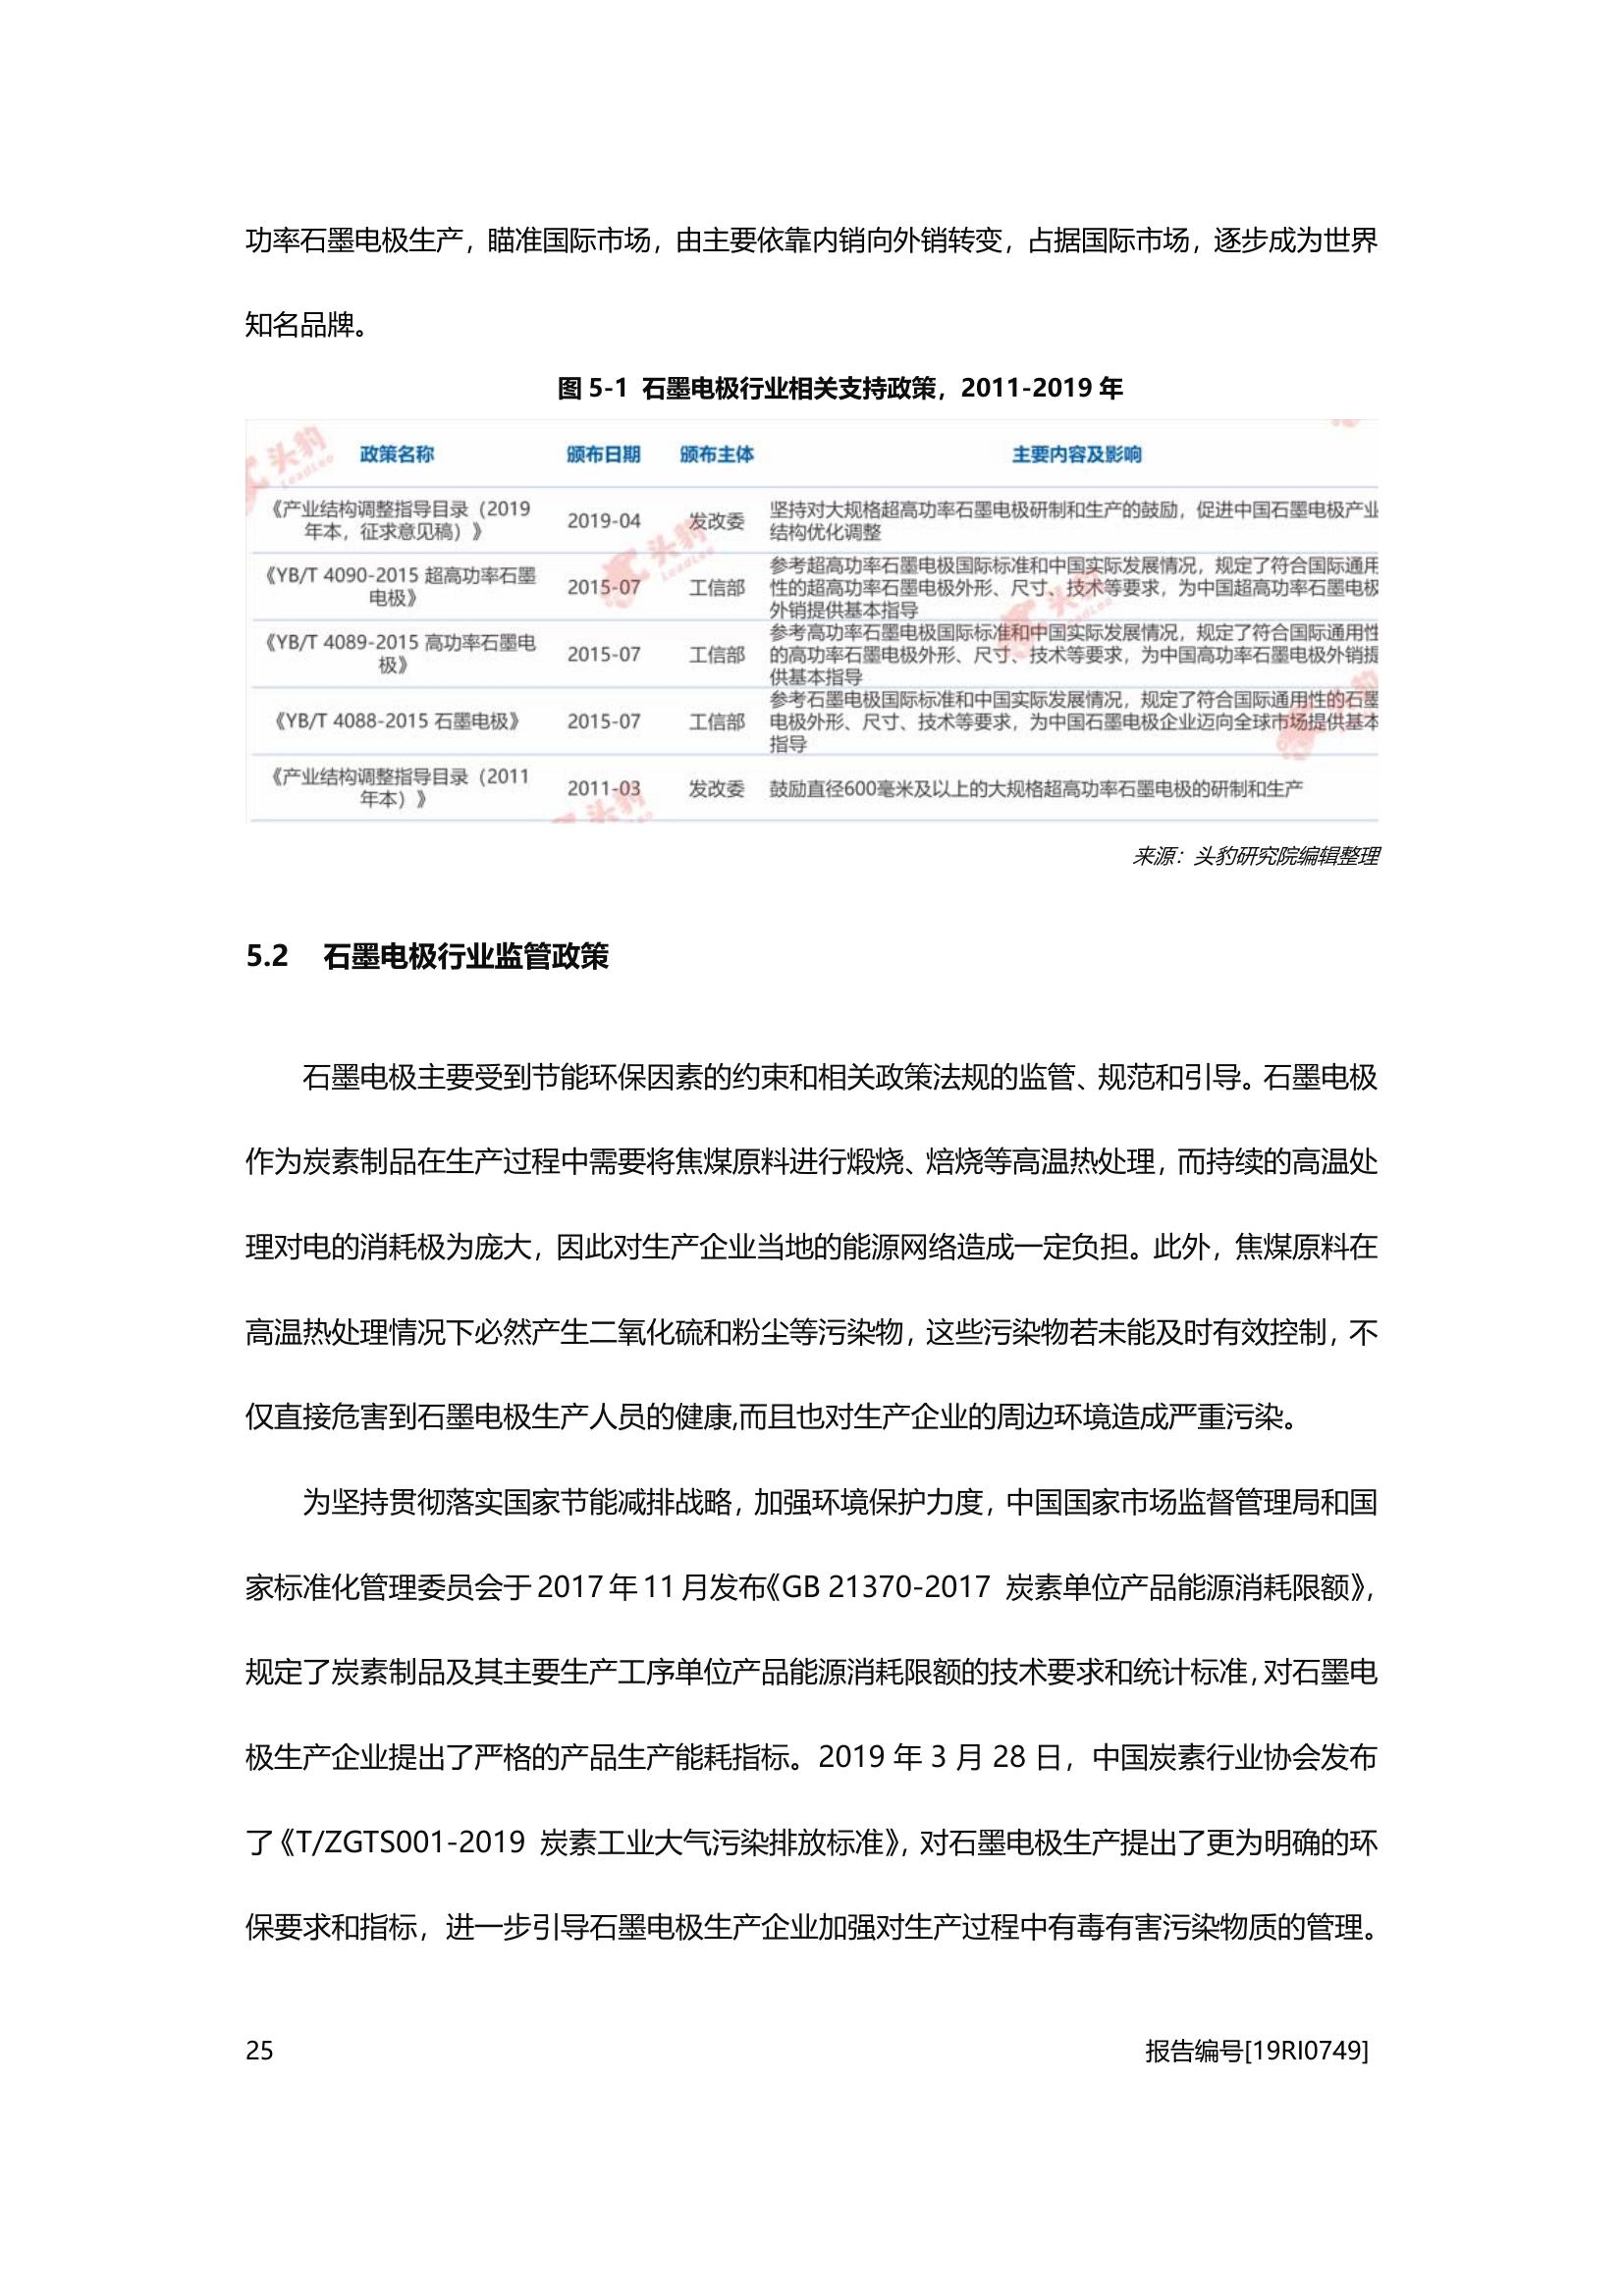 功率石墨电极生产，瞄准国际市场，由主要依靠内销向外销转变，占据国际市场，逐步成为世界
知名品牌。
图 5-1 石墨电极行业相关支持政策，2011-2019 年
政策名称 颁布日期 颁布主体 主要内容及影响
《产业结构调整指导目录（2019
年本，征求意见稿）》
2019-04 发改委
坚持对大规格超高功率石墨电极研制和生产的鼓励，促进中国石墨电极产业
结构优化调整
《YB/T 4090-2015 超高功率石墨
电极》
2015-07 工信部
参考超高功率石墨电极国际标准和中国实际发展情况，规定了符合国际通用
性的超高功率石墨电极外形、尺寸、技术等要求，为中国超高功率石墨电极
外销提供基本指导
《YB/T 4089-2015 高功率石墨电
极》
2015-07 工信部
参考高功率石墨电极国际标准和中国实际发展情况，规定了符合国际通用性
的高功率石墨电极外形、尺寸、技术等要求，为中国高功率石墨电极外销提
供基本指导
《YB/T 4088-2015 石墨电极》
2015-07 工信部
参考石墨电极国际标准和中国实际发展情况，规定了符合国际通用性的石墨
电极外形、尺寸、技术等要求，为中国石墨电极企业迈向全球市场提供基本
指导
《产业结构调整指导目录（2011
年本）》
2011-03 发改委
鼓励直径600毫米及以上的大规格超高功率石墨电极的研制和生产
头豹
LeadLeo
头豹
LeadLeo
头豹
LeadLeo
头豹
头豹
来源：头豹研究院编辑整理
5.2 石墨电极行业监管政策
石墨电极主要受到节能环保因素的约束和相关政策法规的监管、规范和引导。石墨电极
作为炭素制品在生产过程中需要将焦煤原料进行煅烧、焙烧等高温热处理，而持续的高温处
理对电的消耗极为庞大，因此对生产企业当地的能源网络造成一定负担。此外，焦煤原料在
高温热处理情况下必然产生二氧化硫和粉尘等污染物，这些污染物若未能及时有效控制，不
仅直接危害到石墨电极生产人员的健康,而且也对生产企业的周边环境造成严重污染。
为坚持贯彻落实国家节能减排战略，加强环境保护力度，中国国家市场监督管理局和国
家标准化管理委员会于 2017 年 11 月发布《GB 21370-2017 炭素单位产品能源消耗限额》，
规定了炭素制品及其主要生产工序单位产品能源消耗限额的技术要求和统计标准，对石墨电
极生产企业提出了严格的产品生产能耗指标。2019 年 3 月 28 日，中国炭素行业协会发布
了《T/ZGTS001-2019 炭素工业大气污染排放标准》，对石墨电极生产提出了更为明确的环
保要求和指标，进一步引导石墨电极生产企业加强对生产过程中有毒有害污染物质的管理。
25 报告编号[19RI0749]